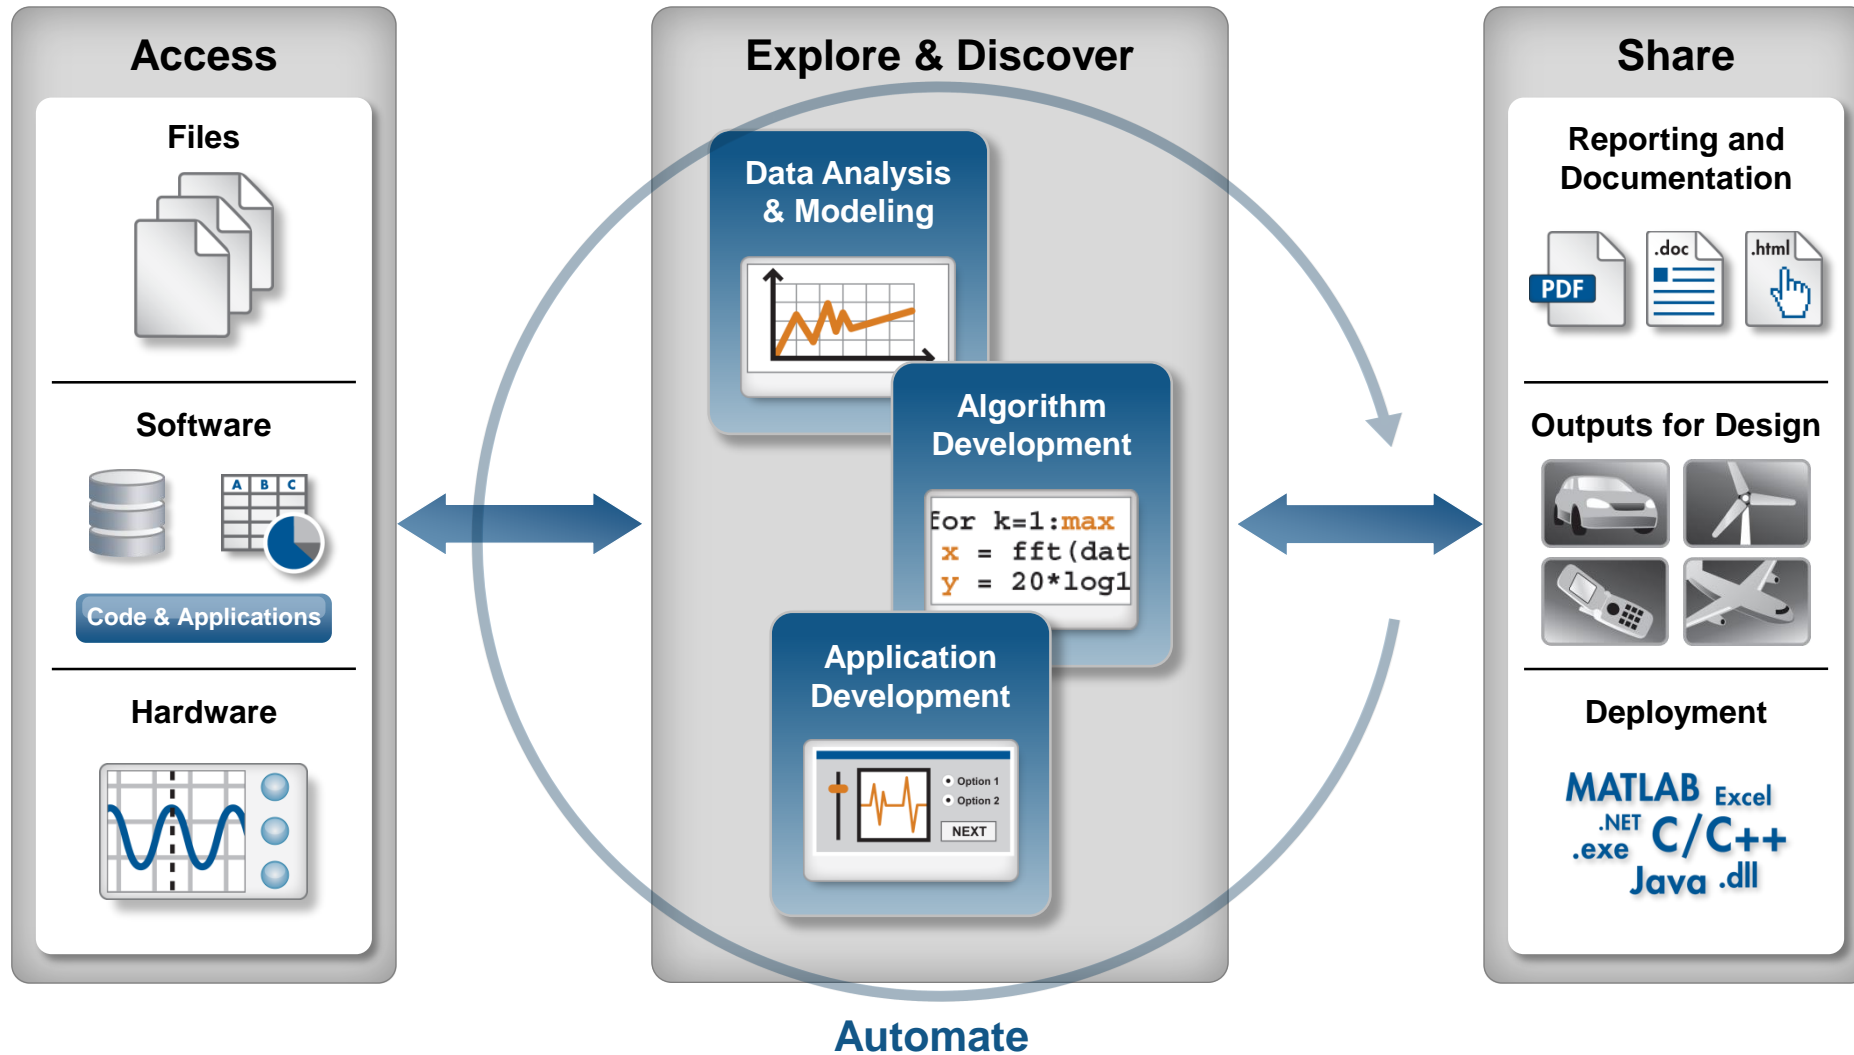 Access
Files
Software
A B C
Code & Applications
Hardware
Explore & Discover
Data Analysis
& Modeling
Algorithm
Development
for k=1:max
x = fft(dat
y = 20*log1
Application
Development
Option 1
Option 2
NEXT
Share
Reporting and
Documentation
PDF
.doc
.html
Outputs for Design
Deployment
MATLAB Excel
.NET C/C++
.exe
Java .dll
Automate